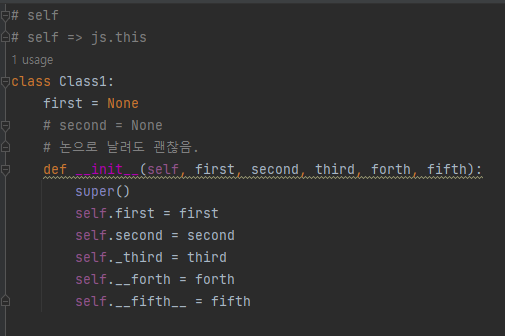 # self
# self => js.this
1 usage
class Class1:
    first = None
    # second = None
    # 논으로 날려도 괜찮음.
    def __init__(self, first, second, third, forth, fifth):
        super()
        self.first = first
        self.second = second
        self._third = third
        self.__forth = forth
        self.__fifth__ = fifth